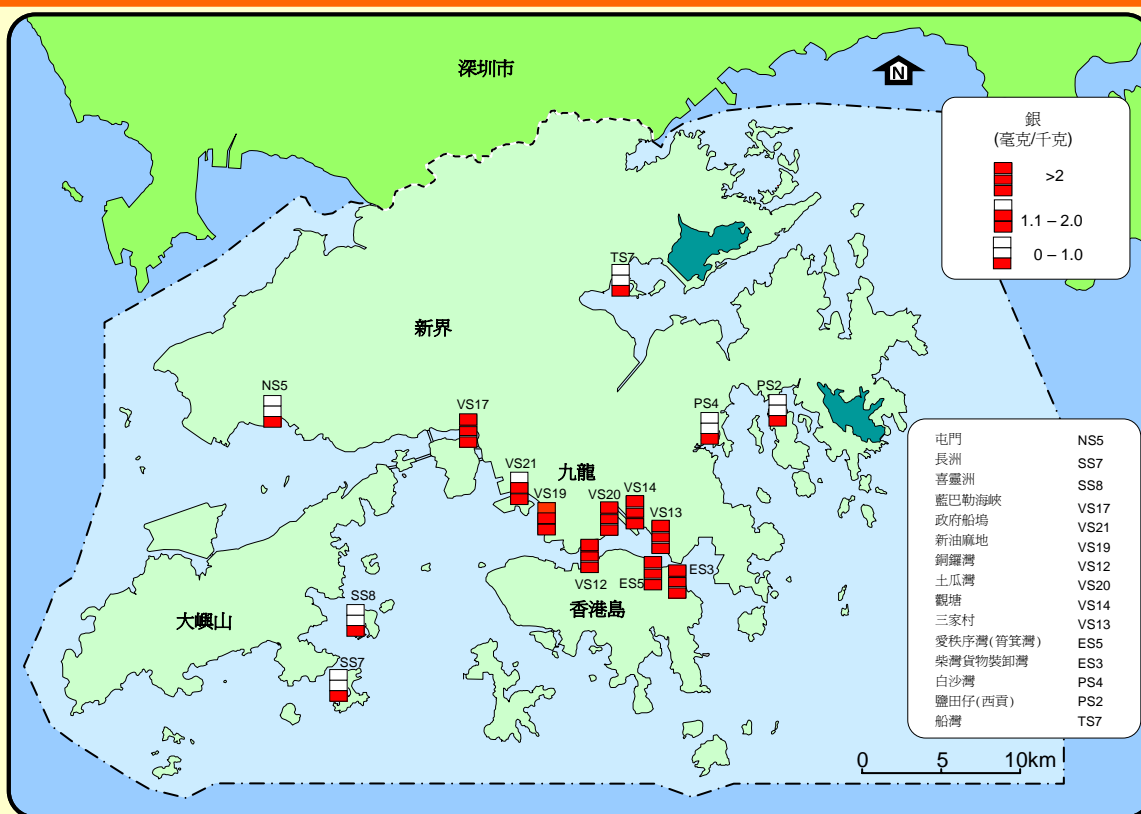 深圳市
N
銀
(毫克/千克)
>2
1.1 – 2.0
0 – 1.0
TS7
新界
NS5
VS17
PS4
PS2
九龍
VS21
VS19
VS20
VS14
VS13
VS12
ES5
ES3
香港島
大嶼山
SS8
SS7
屯門 NS5
長洲 SS7
喜靈洲 SS8
藍巴勒海峽 VS17
政府船塢 VS21
新油麻地 VS19
銅鑼灣 VS12
土瓜灣 VS20
觀塘 VS14
三家村 VS13
愛秩序灣(筲箕灣) ES5
柴灣貨物裝卸灣 ES3
白沙灣 PS4
鹽田仔(西貢) PS2
船灣 TS7
0 5 10km